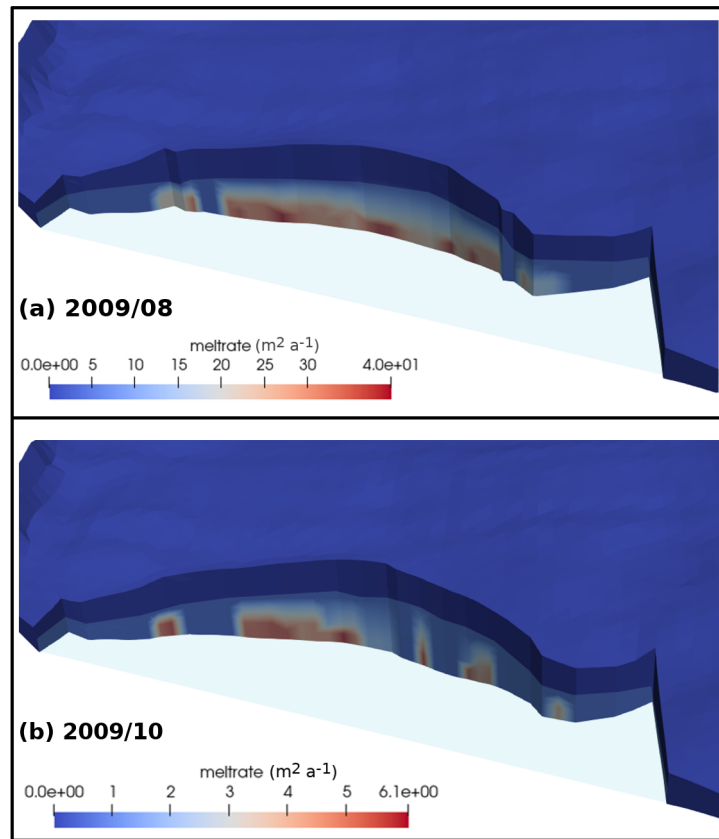 (a) 2009/08
meltrate (m² a⁻¹)
0.0e+00 5 10 15 20 25 30 4.0e+01
(b) 2009/10
meltrate (m² a⁻¹)
0.0e+00 1 2 3 4 5 6.1e+00